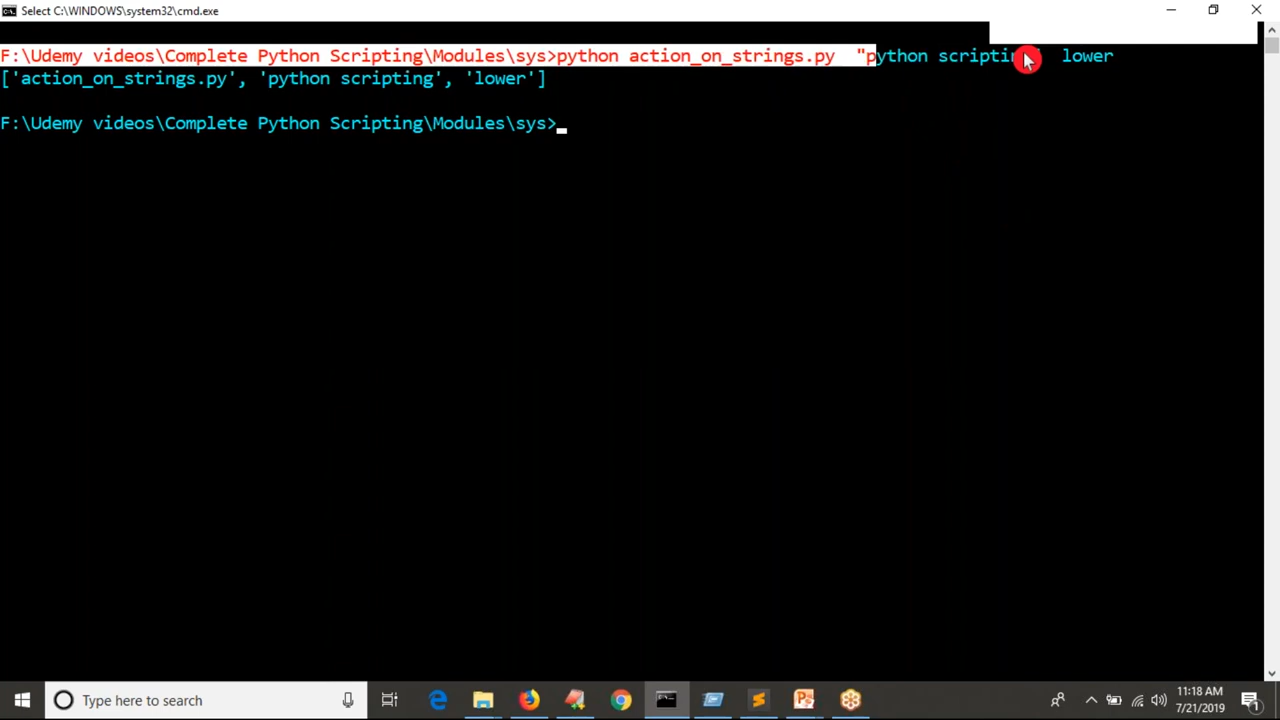 Select C:\WINDOWS\system32\cmd.exe
F:\Udemy videos\Complete Python Scripting\Modules\sys>python action_on_strings.py "python scripting" lower
['action_on_strings.py', 'python scripting', 'lower']
F:\Udemy videos\Complete Python Scripting\Modules\sys>
Type here to search
11:18 AM
7/21/2019
1